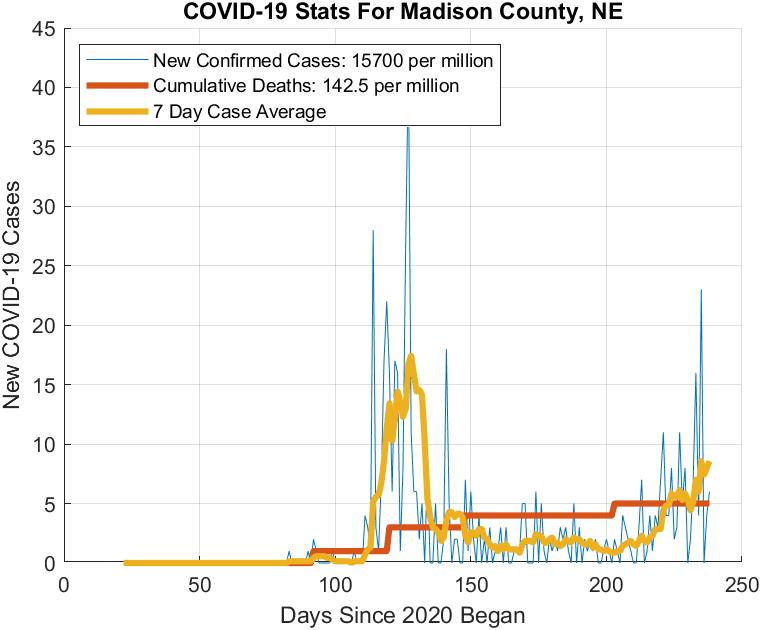 COVID-19 Stats For Madison County, NE
45
40
35
30
25
20
15
10
5
0
New COVID-19 Cases
New Confirmed Cases: 15700 per million
Cumulative Deaths: 142.5 per million
7 Day Case Average
0 50 100 150 200 250
Days Since 2020 Began